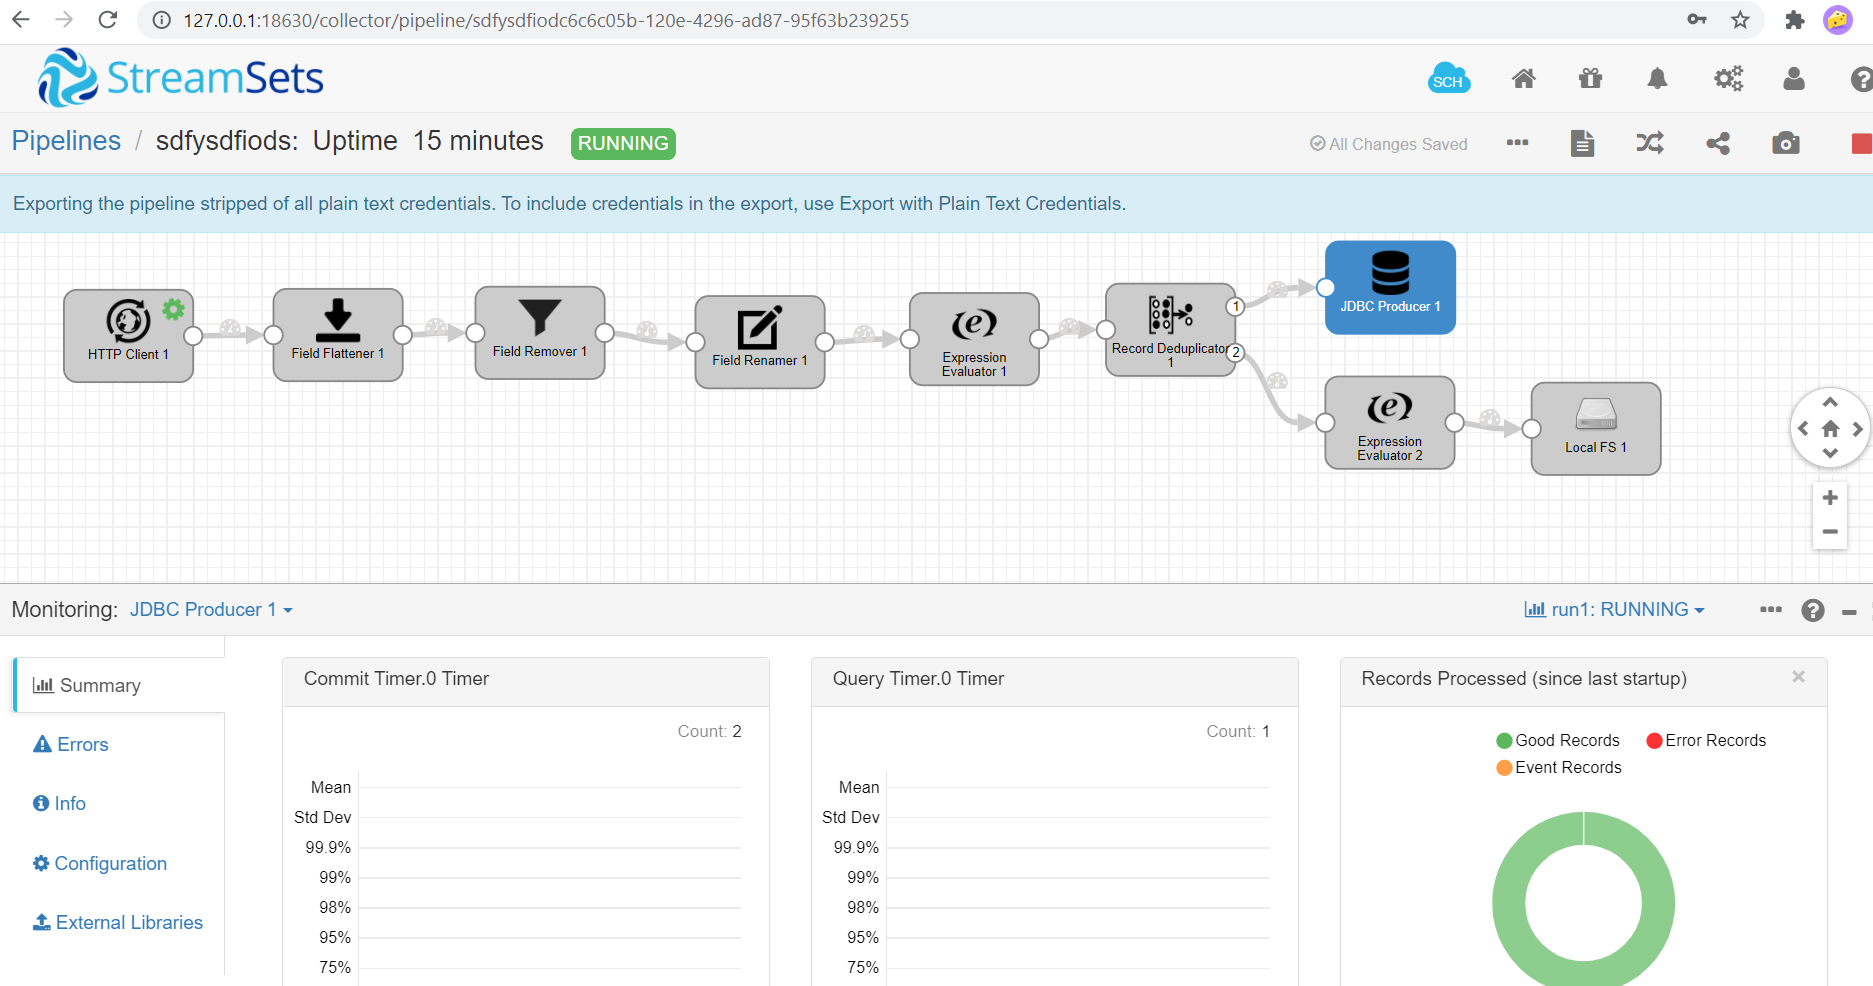 127.0.0.1:18630/collector/pipeline/sdfysdfiodc6c6c05b-120e-4296-ad87-95f63b239255
StreamSets
SCH
Pipelines / sdfysdfiods: Uptime 15 minutes RUNNING
All Changes Saved
Exporting the pipeline stripped of all plain text credentials. To include credentials in the export, use Export with Plain Text Credentials.
HTTP Client 1
Field Flattener 1
Field Remover 1
Field Renamer 1
Expression
Evaluator 1
Record Deduplicator
1
1
2
JDBC Producer 1
Expression
Evaluator 2
Local FS 1
Monitoring: JDBC Producer 1
run1: RUNNING
Summary
Errors
Info
Configuration
External Libraries
Commit Timer.0 Timer
Count: 2
Mean
Std Dev
99.9%
99%
98%
95%
75%
Query Timer.0 Timer
Count: 1
Mean
Std Dev
99.9%
99%
98%
95%
75%
Records Processed (since last startup)
Good Records
Error Records
Event Records